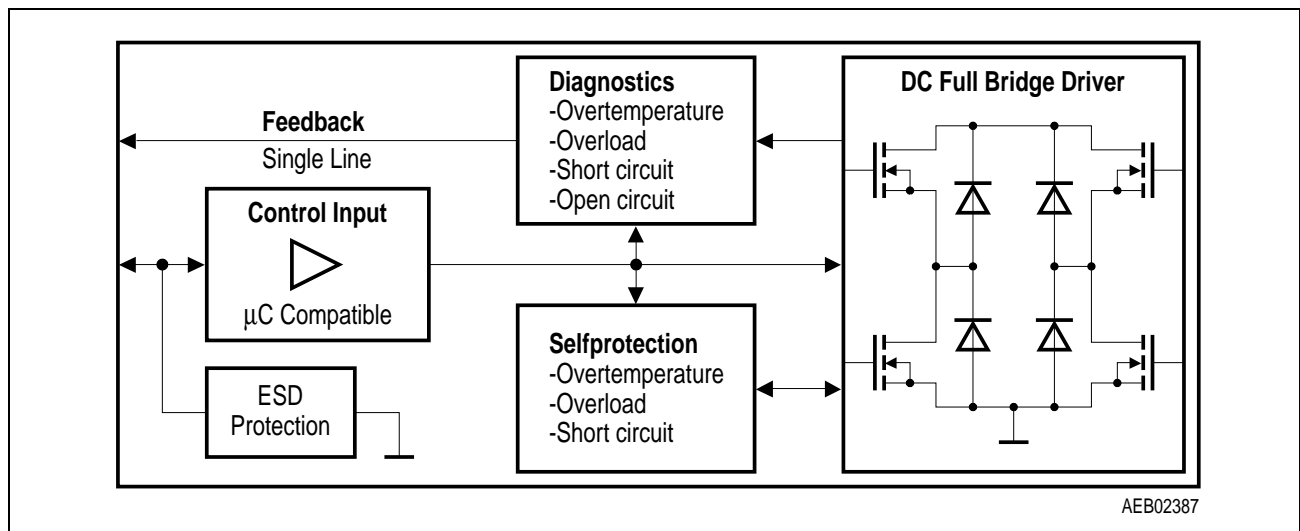 Diagnostics
-Overtemperature
-Overload
-Short circuit
-Open circuit
DC Full Bridge Driver
Feedback
Single Line
Control Input
μC Compatible
Selfprotection
-Overtemperature
-Overload
-Short circuit
ESD
Protection
AEB02387